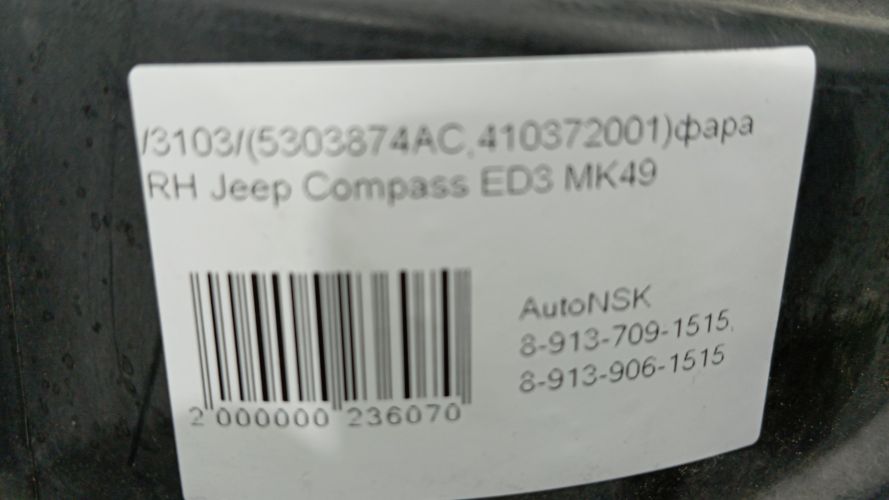 /3103/(5303874AC,410372001)фара
RH Jeep Compass ED3 MK49
AutoNSK
8-913-709-1515,
8-913-906-1515
2 000000 236070